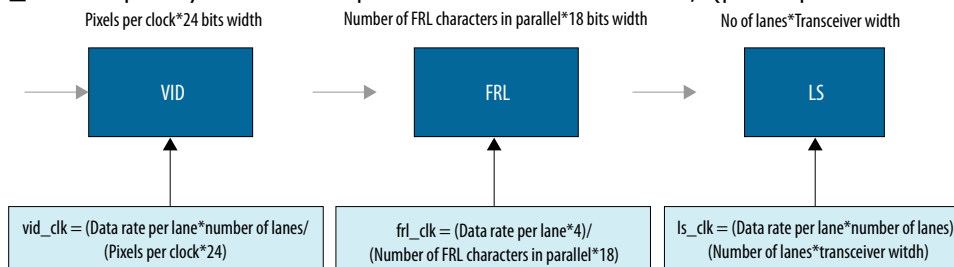 Pixels per clock*24 bits width
Number of FRL characters in parallel*18 bits width
No of lanes*Transceiver width
VID
FRL
LS
vid_clk = (Data rate per lane*number of lanes/
(Pixels per clock*24)
frl_clk = (Data rate per lane*4)/
(Number of FRL characters in parallel*18)
ls_clk = (Data rate per lane*number of lanes)
(Number of lanes*transceiver witdh)